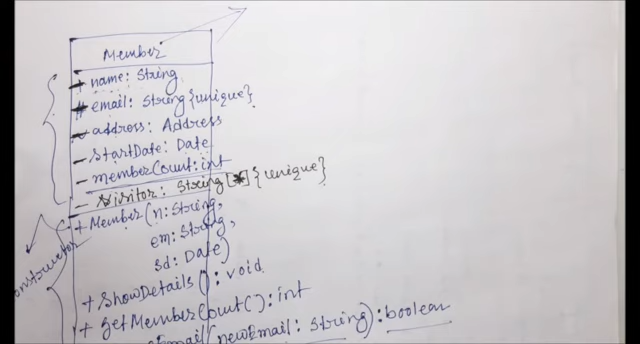 Member
+ name: String
# email: String {unique}
~ address: Address
- startDate: Date
- memberCount: int
- Visitor: String [*] {unique}
+ Member (n: String,
em: String,
sd: Date)
constructor
+ ShowDetails (): void
+ getMemberCount(): int
Email (newEmail: String): boolean